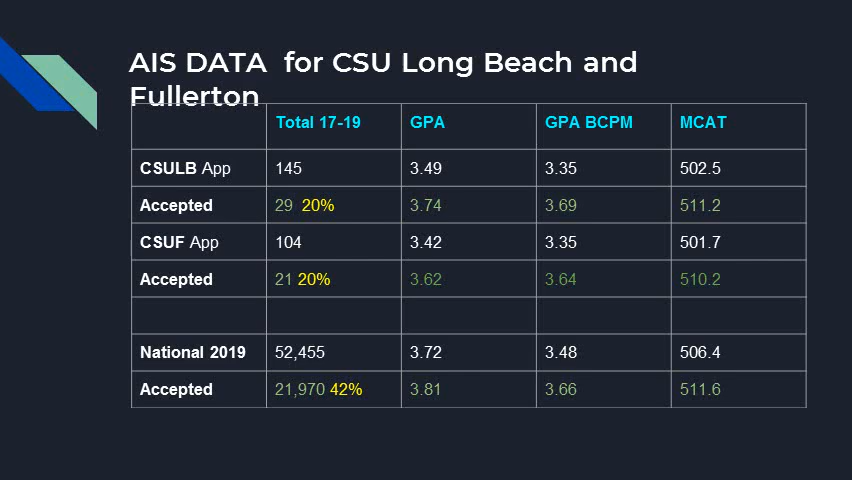 AIS DATA  for CSU Long Beach and
Fullerton
Total 17-19 GPA GPA BCPM MCAT
CSULB App 145 3.49 3.35 502.5
Accepted 29  20% 3.74 3.69 511.2
CSUF App 104 3.42 3.35 501.7
Accepted 21 20% 3.62 3.64 510.2
National 2019 52,455 3.72 3.48 506.4
Accepted 21,970 42% 3.81 3.66 511.6